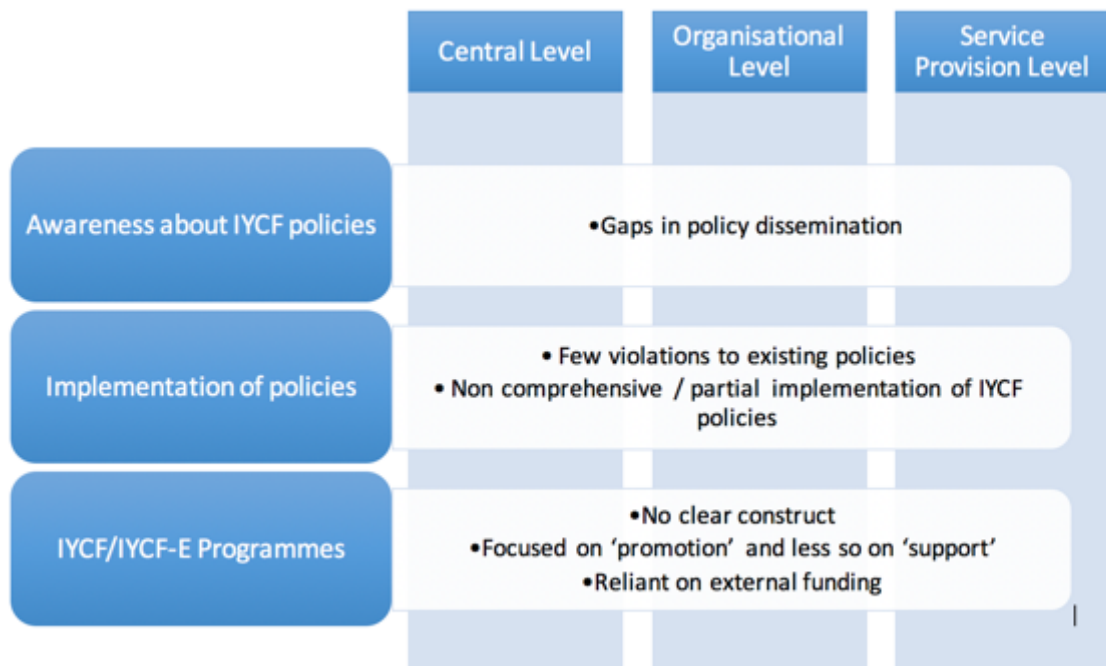 Central Level
Organisational
Level
Service
Provision Level
Awareness about IYCF policies
•Gaps in policy dissemination
Implementation of policies
• Few violations to existing policies
• Non comprehensive / partial implementation of IYCF
policies
IYCF/IYCF-E Programmes
•No clear construct
•Focused on ‘promotion’ and less so on ‘support’
•Reliant on external funding